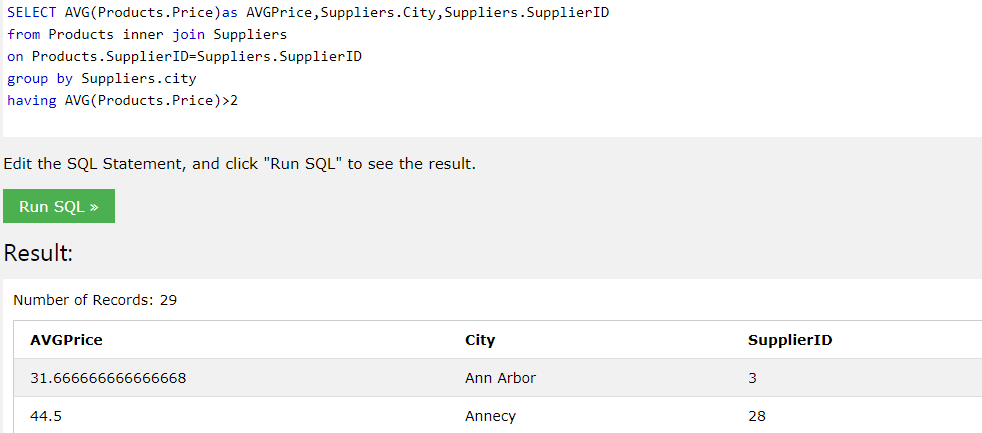 SELECT AVG(Products.Price)as AVGPrice,Suppliers.City,Suppliers.SupplierID
from Products inner join Suppliers
on Products.SupplierID=Suppliers.SupplierID
group by Suppliers.city
having AVG(Products.Price)>2
Edit the SQL Statement, and click "Run SQL" to see the result.
Run SQL »
Result:
Number of Records: 29
AVGPrice City SupplierID
31.666666666666668 Ann Arbor 3
44.5 Annecy 28